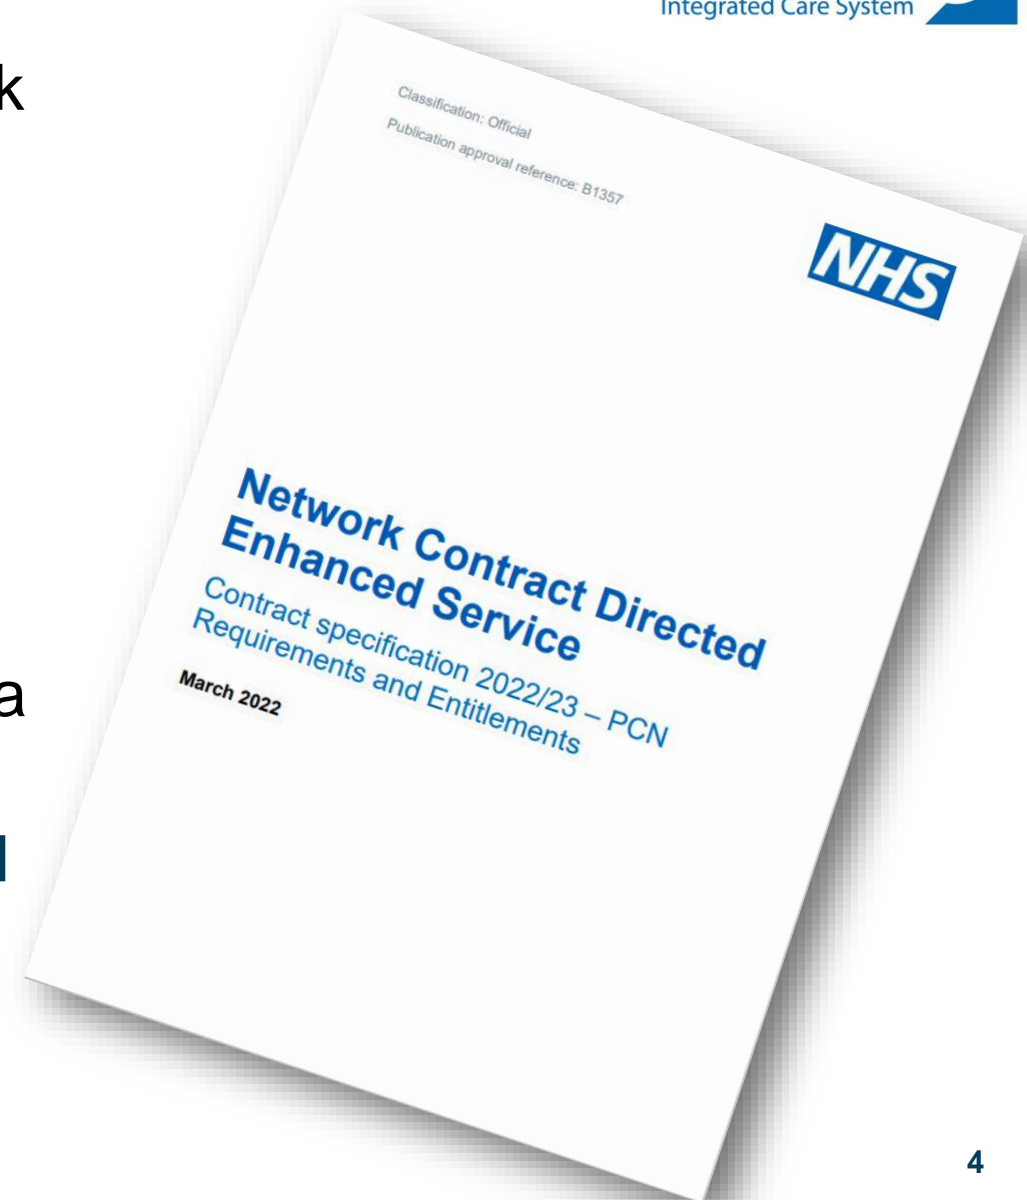 Integrated Care System
k
Classification: Official
Publication approval reference: B1357
NHS
Network Contract Directed
Enhanced Service
Contract specification 2022/23 – PCN
Requirements and Entitlements
March 2022
a
4